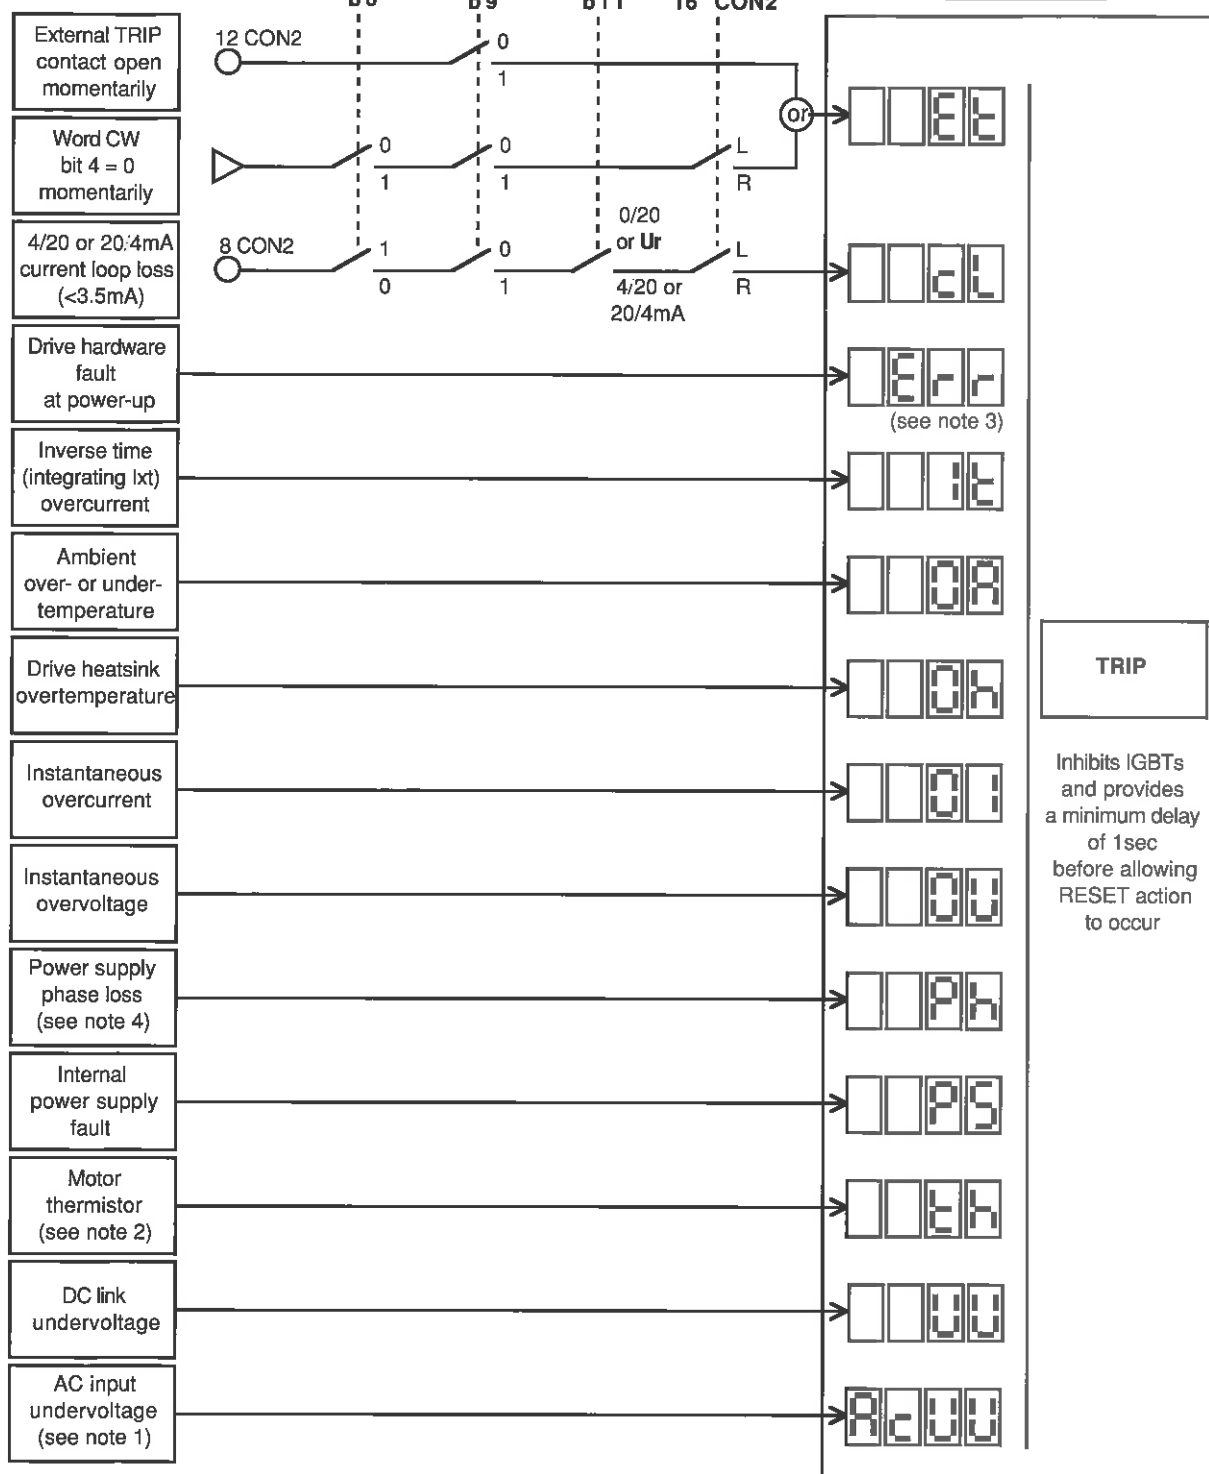 b9
b11
16 CON2
External TRIP
contact open
momentarily
12 CON2
0
1
or
Et
Word CW
bit 4 = 0
momentarily
0
1
0
1
L
R
4/20 or 20/4mA
current loop loss
(<3.5mA)
8 CON2
1
0
0
1
0/20
or Ur
4/20 or
20/4mA
L
R
cL
Drive hardware
fault
at power-up
Err
(see note 3)
Inverse time
(integrating Ixt)
overcurrent
It
Ambient
over- or under-
temperature
OA
Drive heatsink
overtemperature
Oh
TRIP
Inhibits IGBTs
and provides
a minimum delay
of 1sec
before allowing
RESET action
to occur
Instantaneous
overcurrent
OI
Instantaneous
overvoltage
OU
Power supply
phase loss
(see note 4)
Ph
Internal
power supply
fault
PS
Motor
thermistor
(see note 2)
th
DC link
undervoltage
UU
AC input
undervoltage
(see note 1)
AcUU